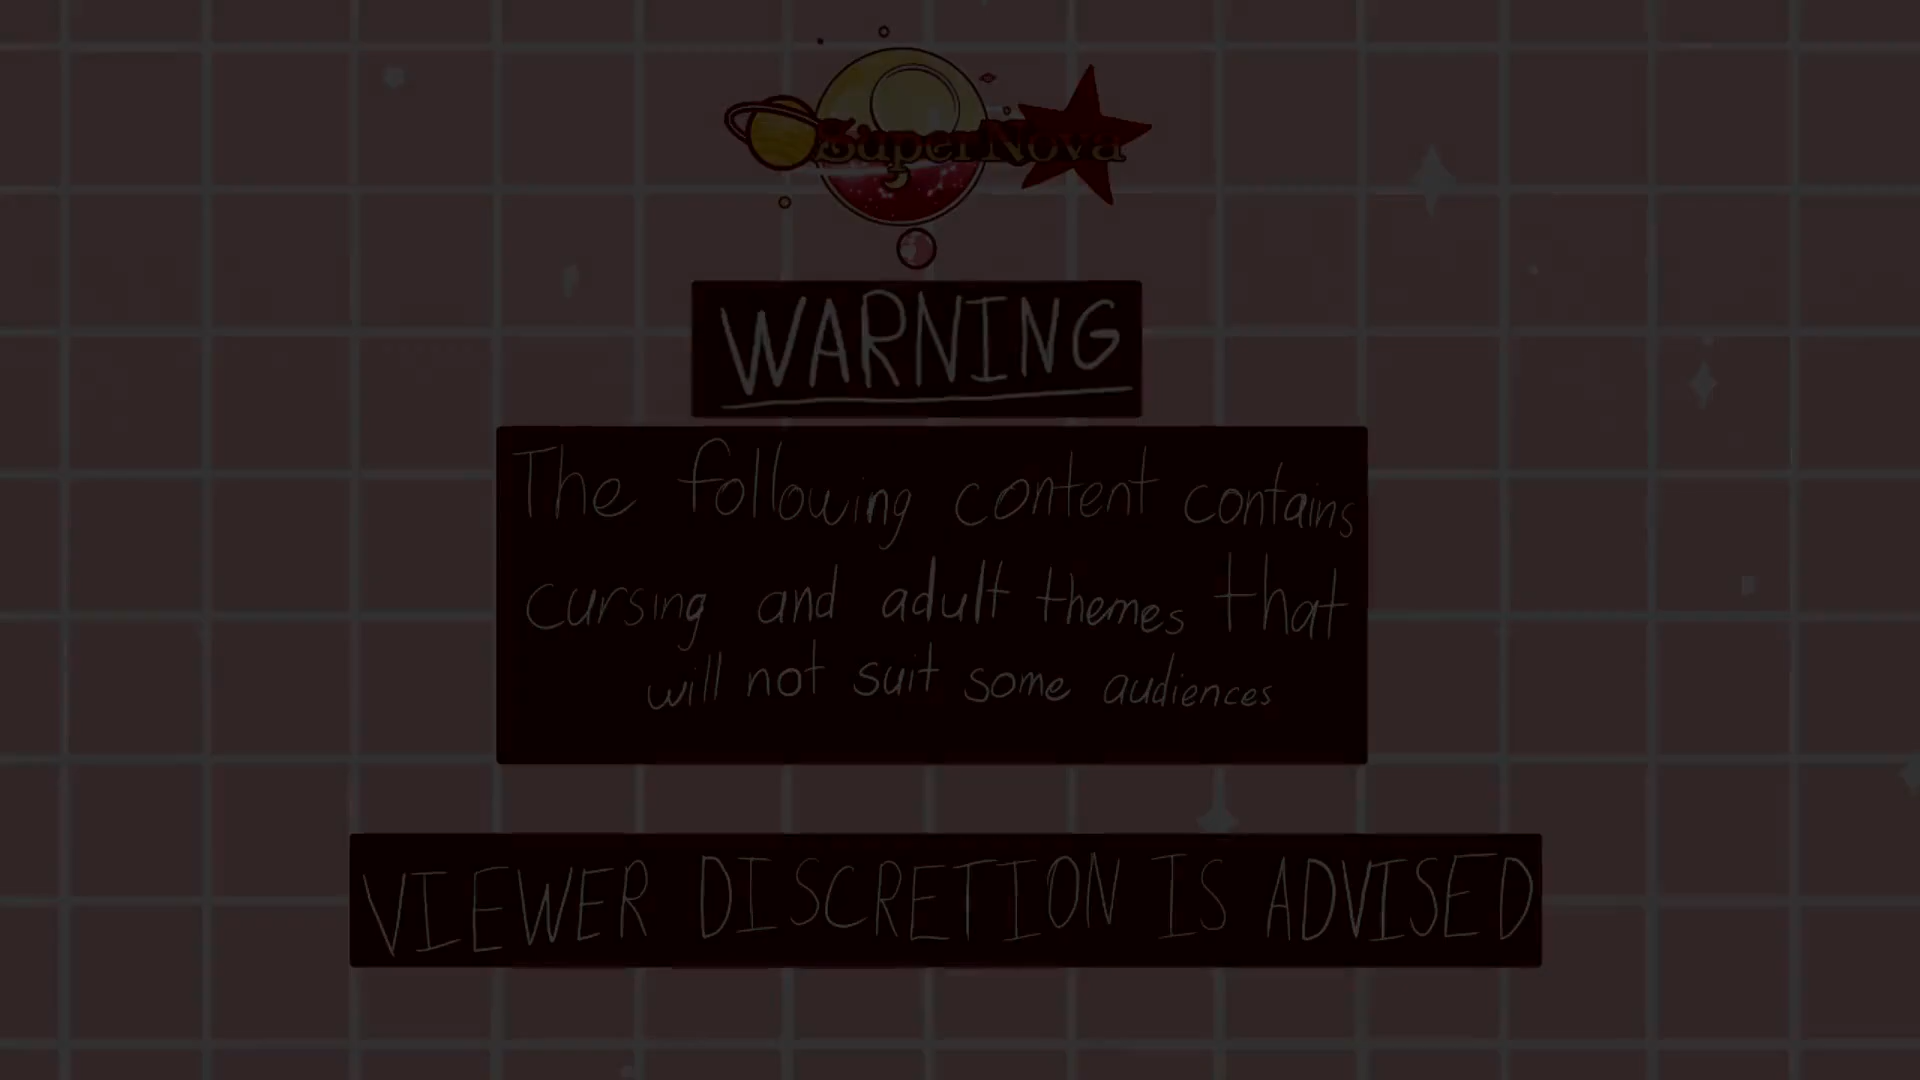 SuperNova
WARNING
The following content contains
cursing and adult themes that
will not suit some audiences
VIEWER DISCRETION IS ADVISED